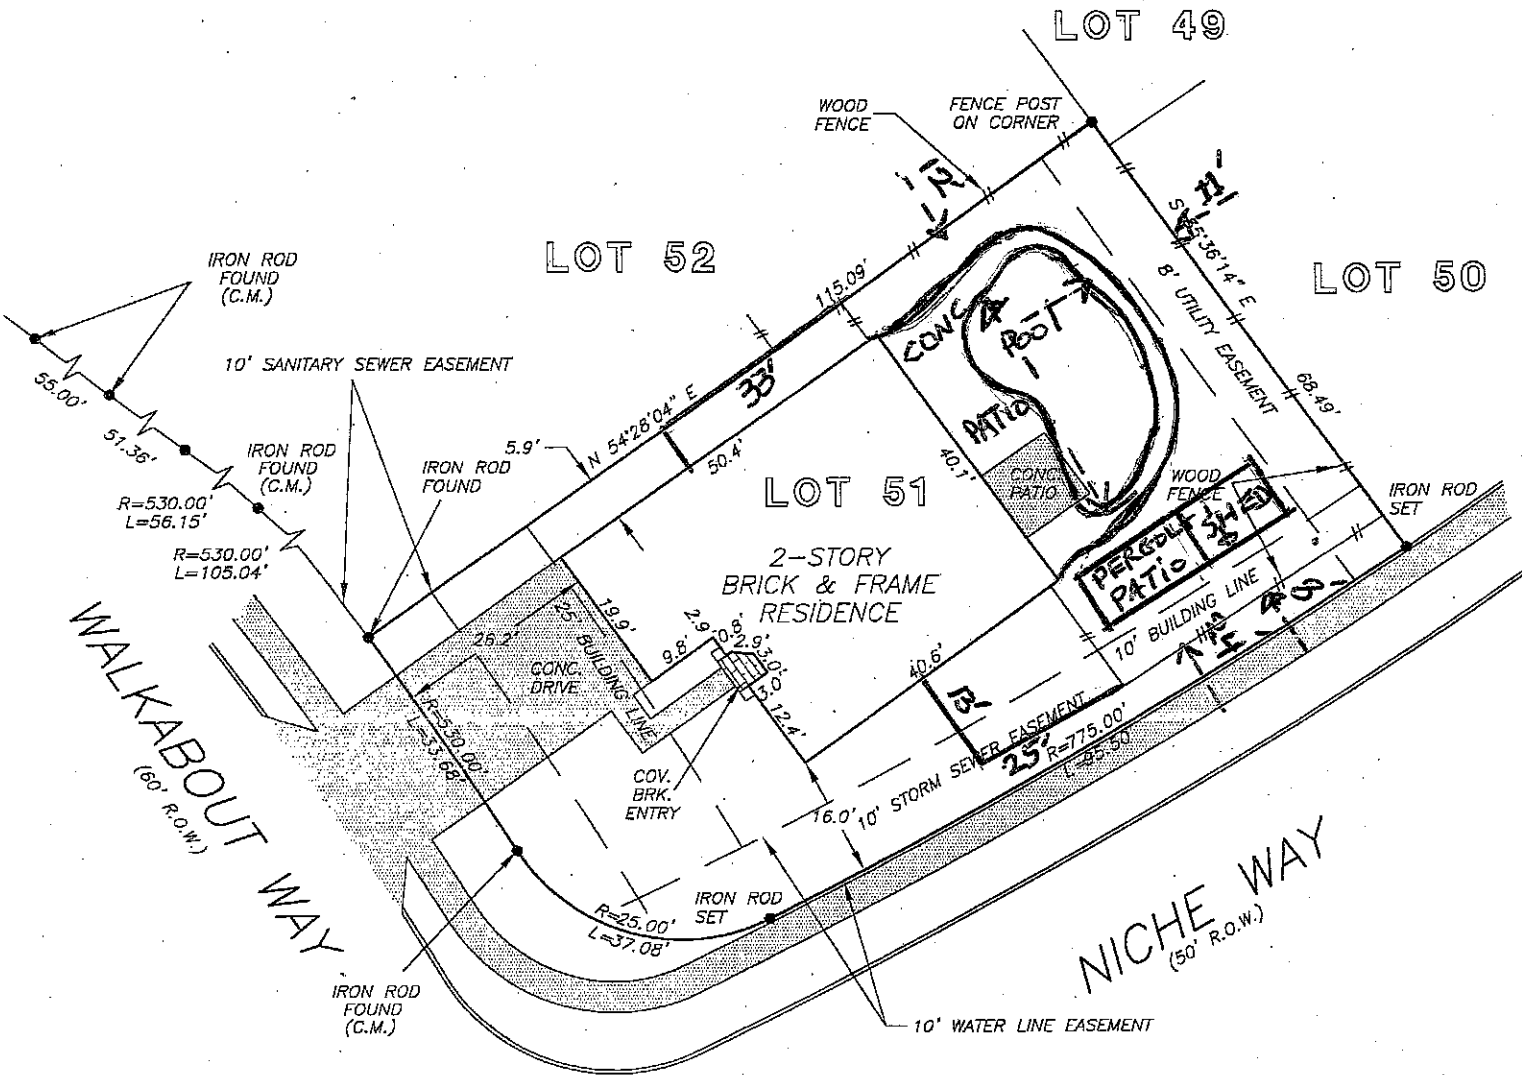 LOT 49
WOOD
FENCE
FENCE POST
ON CORNER
12'
11'
IRON ROD
FOUND
(C.M.)
LOT 52
115.09'
8' UTILITY EASEMENT
LOT 50
55.00'
10' SANITARY SEWER EASEMENT
33'
CONC
POOL
68.49'
51.36'
IRON ROD
FOUND
(C.M.)
IRON ROD
FOUND
5.9'
N 54°28'04" E
50.4'
PATIO
40.1'
CONC
PATIO
WOOD
FENCE
IRON ROD
SET
R=530.00'
L=56.15'
R=530.00'
L=105.04'
LOT 51
2-STORY
BRICK & FRAME
RESIDENCE
PERGOLA
PATIO
SHED
10' BUILDING LINE
WALKABOUT WAY
(60' R.O.W.)
26.2'
25' BUILDING LINE
19.9'
CONC.
DRIVE
9.8'
2.9'
0.8'
2.9'
3.0'
3.0'
12.4'
40.6'
13'
25'
R=530.00'
L=33.68'
COV.
BRK.
ENTRY
16.0'
10' STORM SEWER EASEMENT
R=775.00'
L=95.50'
IRON ROD
SET
R=25.00'
L=37.08'
NICHE WAY
(50' R.O.W.)
IRON ROD
FOUND
(C.M.)
10' WATER LINE EASEMENT